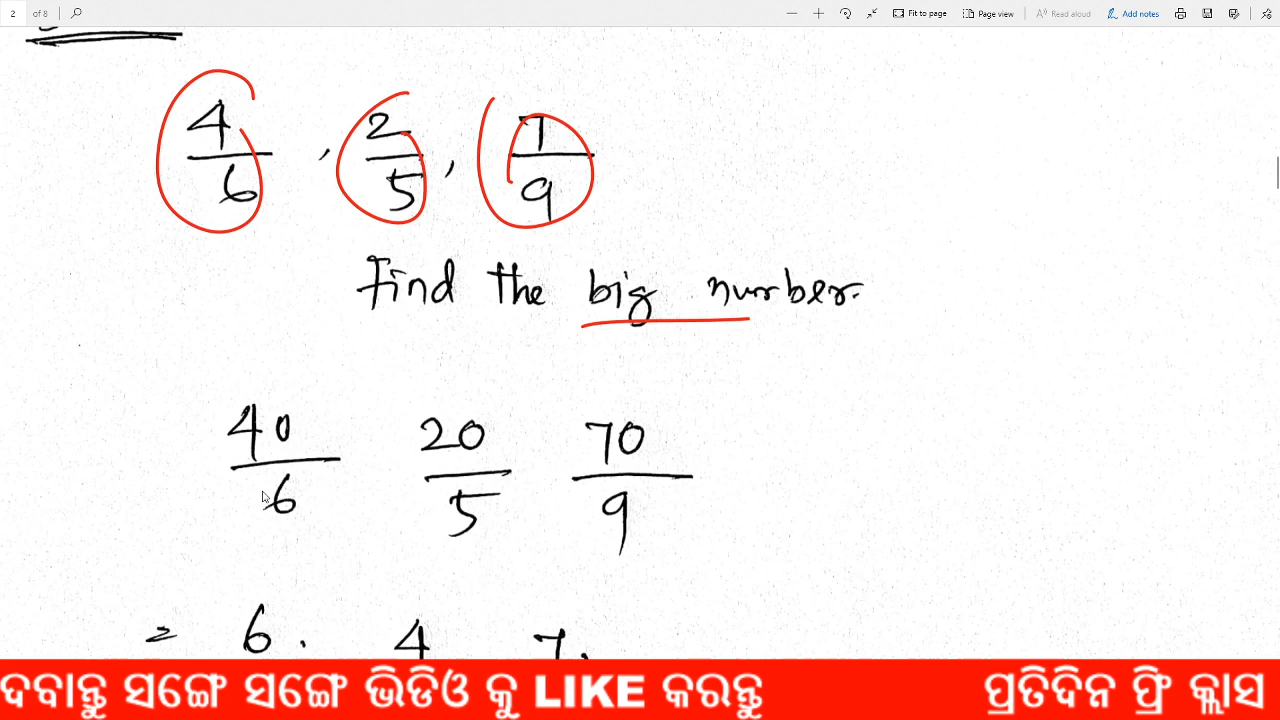 2 of 8 Fit to page Page view Read aloud Add notes
4/6 , 2/5 , 7/9
Find the big number.
40/6 20/5 70/9
= 6. 4 7.
ଦବାନ୍ତୁ ସଙ୍ଗେ ସଙ୍ଗେ ଭିଡିଓ କୁ LIKE କରନ୍ତୁ ପ୍ରତିଦିନ ଫ୍ରି କ୍ଲାସ